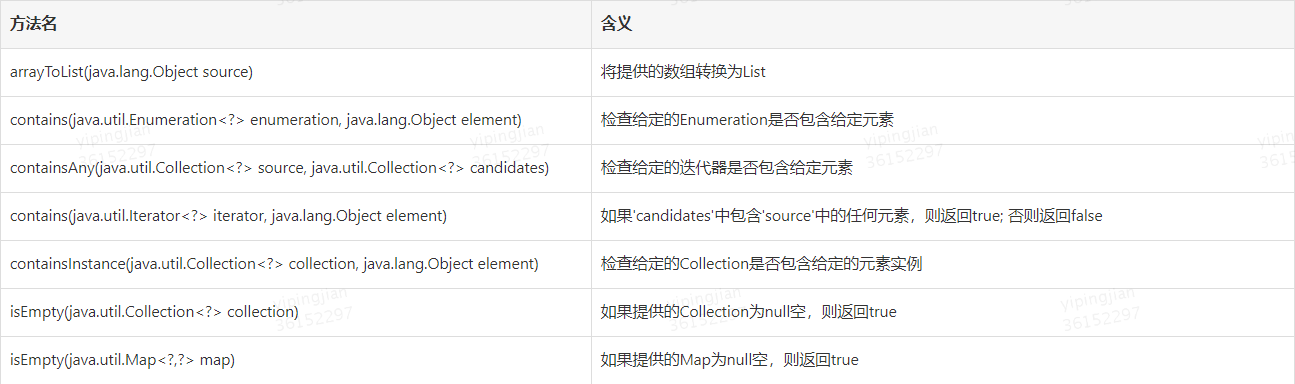 方法名 含义
arrayToList(java.lang.Object source) 将提供的数组转换为List
contains(java.util.Enumeration<?> enumeration, java.lang.Object element) 检查给定的Enumeration是否包含给定元素
yipingjian 36152297
containsAny(java.util.Collection<?> source, java.util.Collection<?> candidates) 检查给定的迭代器是否包含给定元素
contains(java.util.Iterator<?> iterator, java.lang.Object element) 如果'candidates'中包含'source'中的任何元素，则返回true; 否则返回false
containsInstance(java.util.Collection<?> collection, java.lang.Object element) 检查给定的Collection是否包含给定的元素实例
isEmpty(java.util.Collection<?> collection) 如果提供的Collection为null空，则返回true
yipingjian 36152297
isEmpty(java.util.Map<?,?> map) 如果提供的Map为null空，则返回true